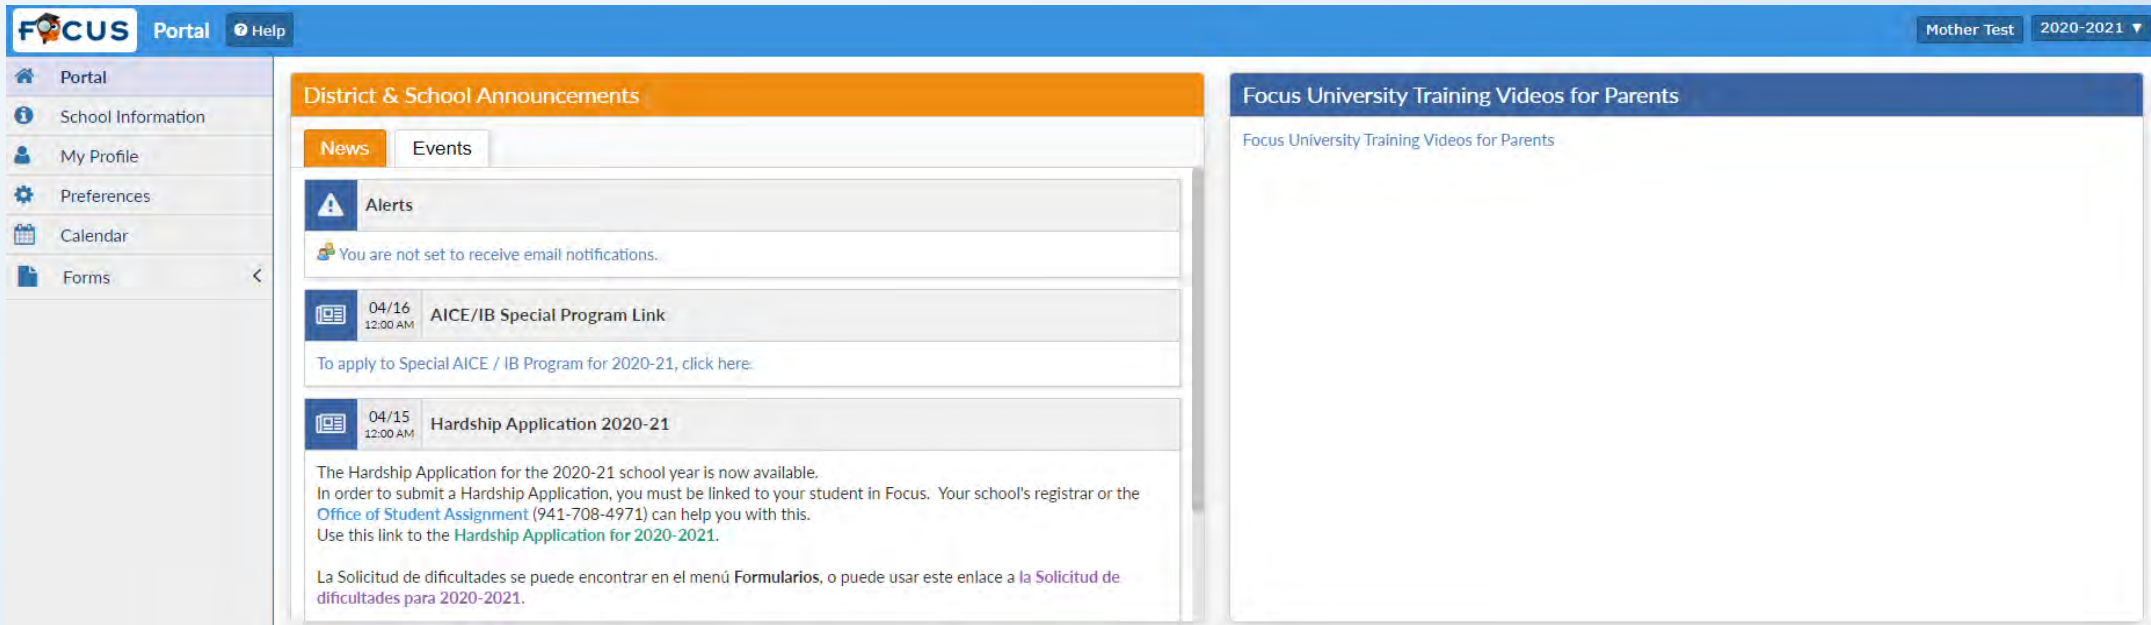 FOCUS Portal Help
Mother Test 2020-2021 ▼
Portal
School Information
My Profile
Preferences
Calendar
Forms
District & School Announcements
News Events
Alerts
You are not set to receive email notifications.
04/16
12:00 AM
AICE/IB Special Program Link
To apply to Special AICE / IB Program for 2020-21, click here.
04/15
12:00 AM
Hardship Application 2020-21
The Hardship Application for the 2020-21 school year is now available.
In order to submit a Hardship Application, you must be linked to your student in Focus. Your school's registrar or the
Office of Student Assignment (941-708-4971) can help you with this.
Use this link to the Hardship Application for 2020-2021.
La Solicitud de dificultades se puede encontrar en el menú Formularios, o puede usar este enlace a la Solicitud de
dificultades para 2020-2021.
Focus University Training Videos for Parents
Focus University Training Videos for Parents